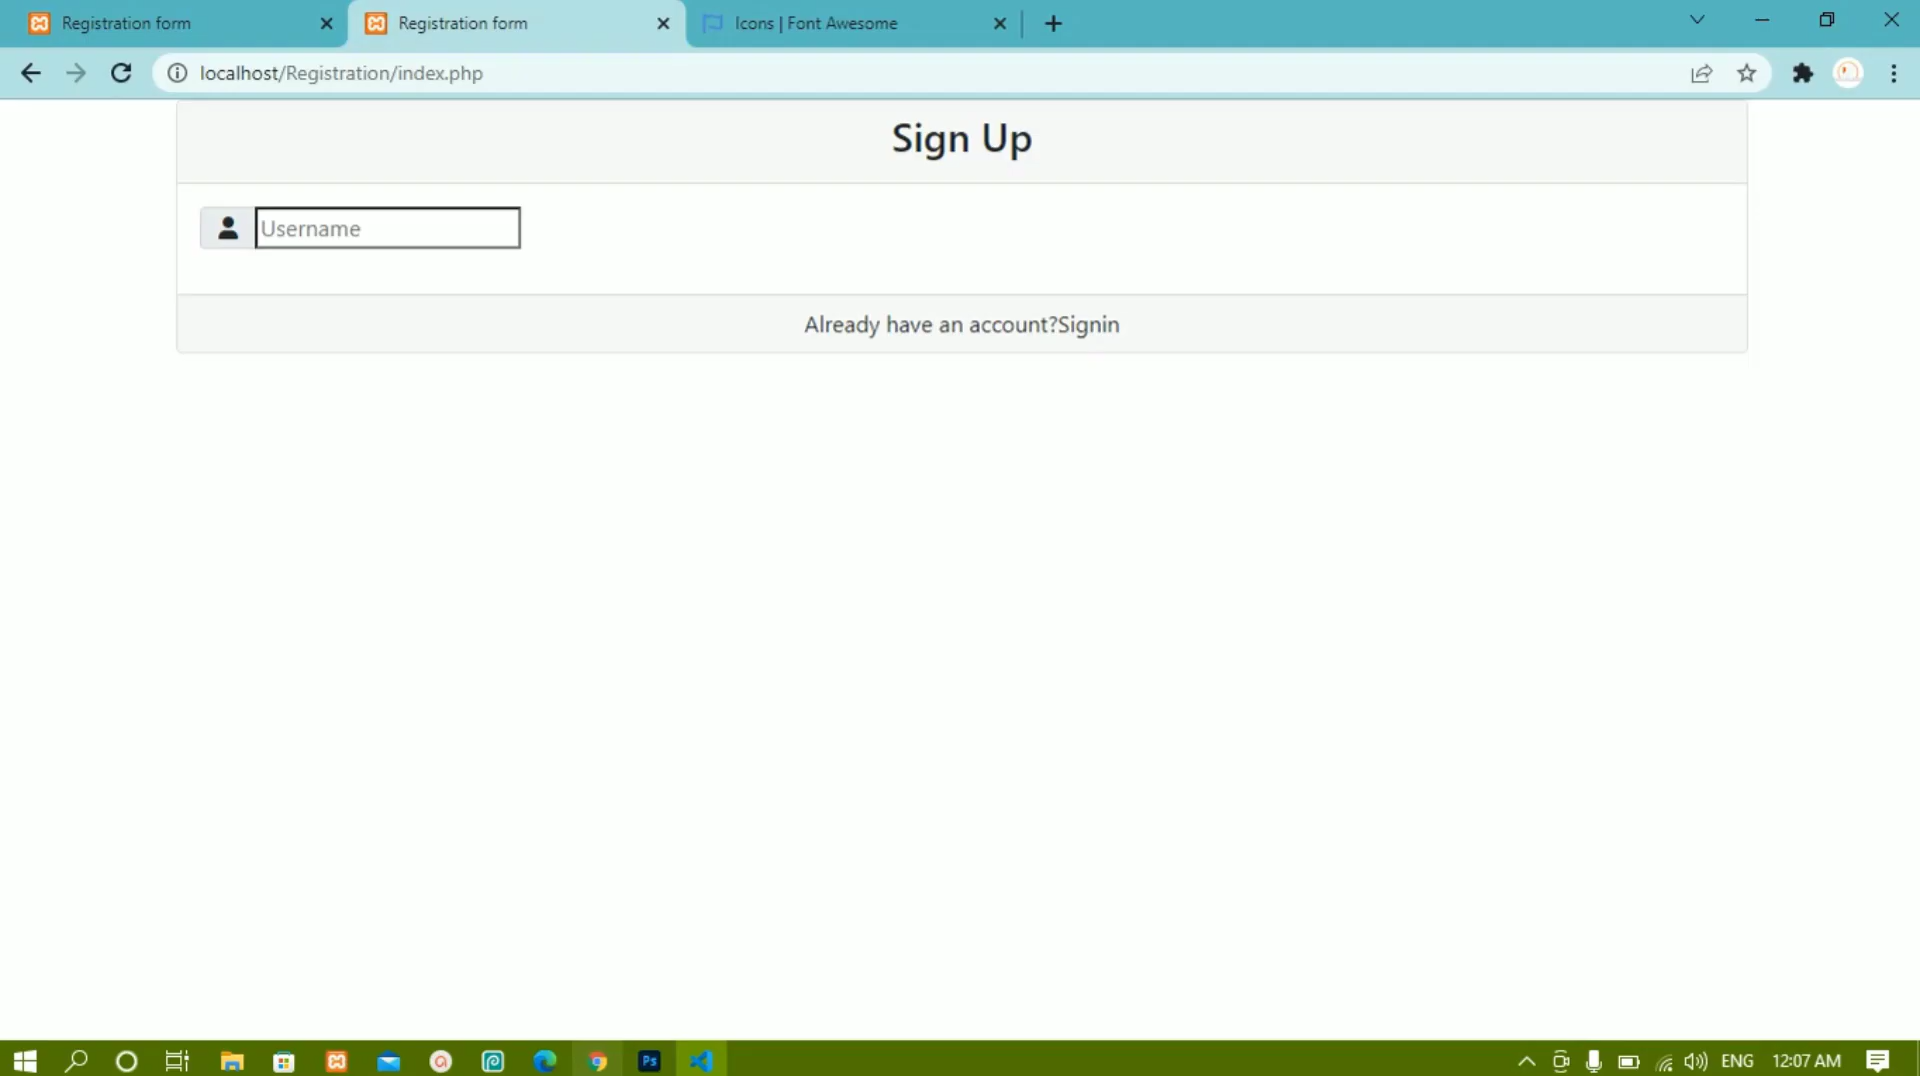 Registration form
Registration form
Icons | Font Awesome
localhost/Registration/index.php
Sign Up
Username
Already have an account?Signin
Ps
ENG
12:07 AM